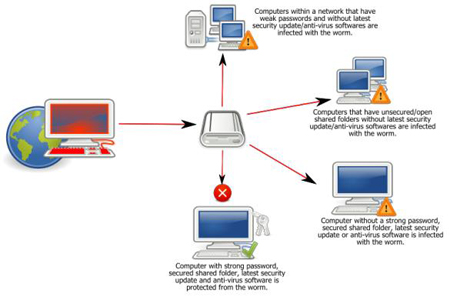 Computers within a network that have
weak passwords and without latest
security update/anti-virus softwares are
infected with the worm.
Computers that have unsecured/open
shared folders without latest security
update/anti-virus softwares are infected
with the worm.
Computer without a strong password,
secured shared folder, latest security
update or anti-virus software is infected
with the worm.
Computer with strong password,
secured shared folder, latest security
update and anti-virus software is
protected from the worm.